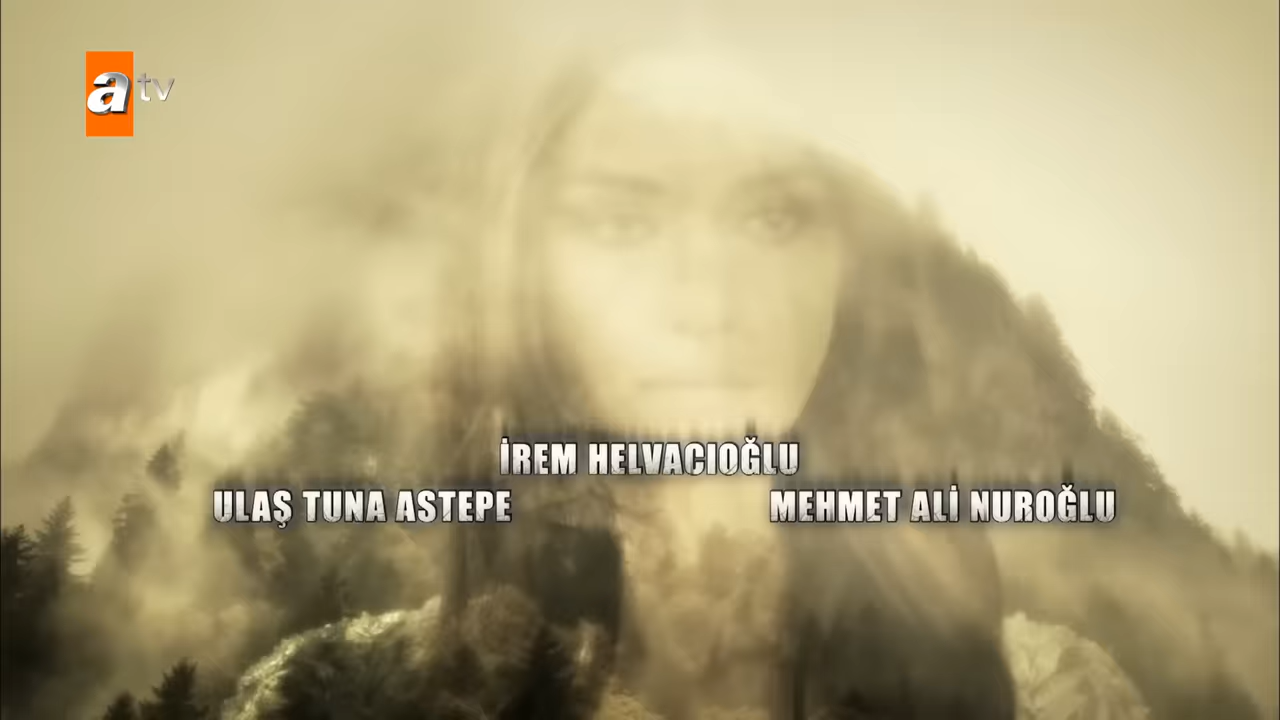 atv
İREM HELVACIOĞLU
ULAŞ TUNA ASTEPE
MEHMET ALİ NUROĞLU